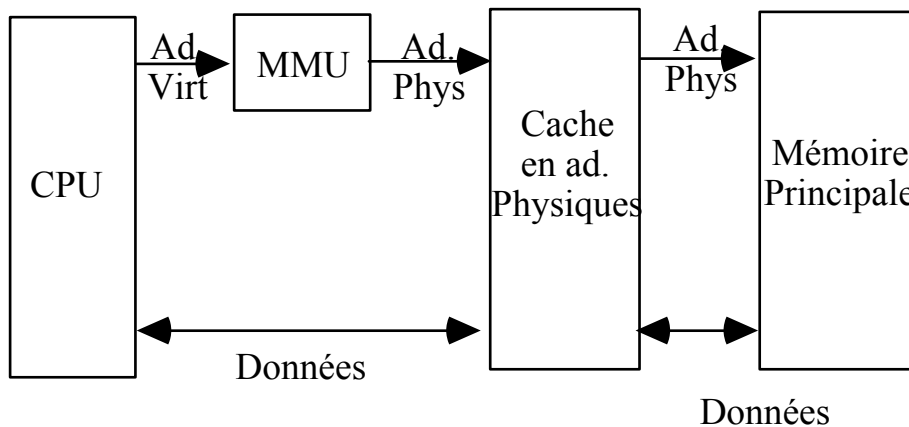 Ad.
Virt
MMU
Ad.
Phys
Ad.
Phys
CPU
Cache
en ad.
Physiques
Mémoire
Principale
Données
Données